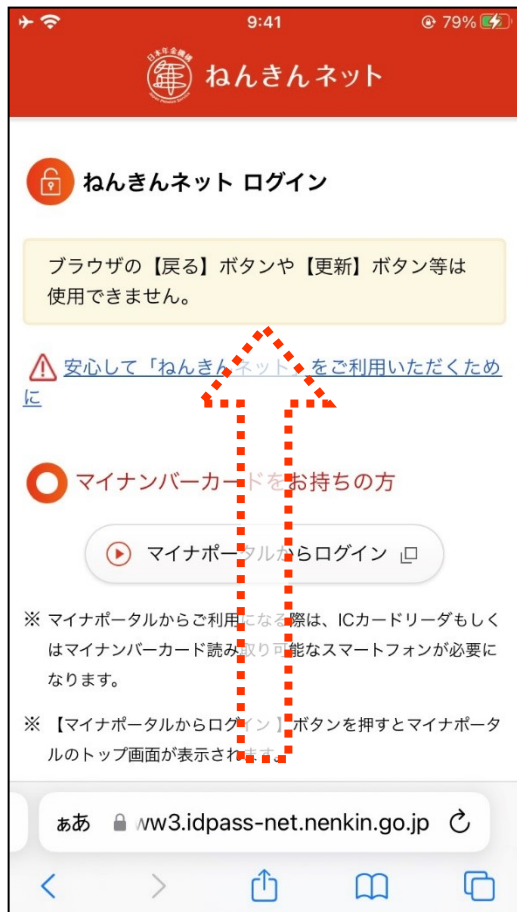 9:41
79%
日本年金機構
ねんきんネット
ねんきんネット ログイン
ブラウザの【戻る】ボタンや【更新】ボタン等は
使用できません。
安心して「ねんきんネット」をご利用いただくため
に
マイナンバーカードをお持ちの方
マイナポータルからログイン
※ マイナポータルからご利用になる際は、ICカードリーダもしく
はマイナンバーカード読み取り可能なスマートフォンが必要に
なります。
※ 【マイナポータルからログイン 】ボタンを押すとマイナポータ
ルのトップ画面が表示されます。
ぁあ
ww3.idpass-net.nenkin.go.jp